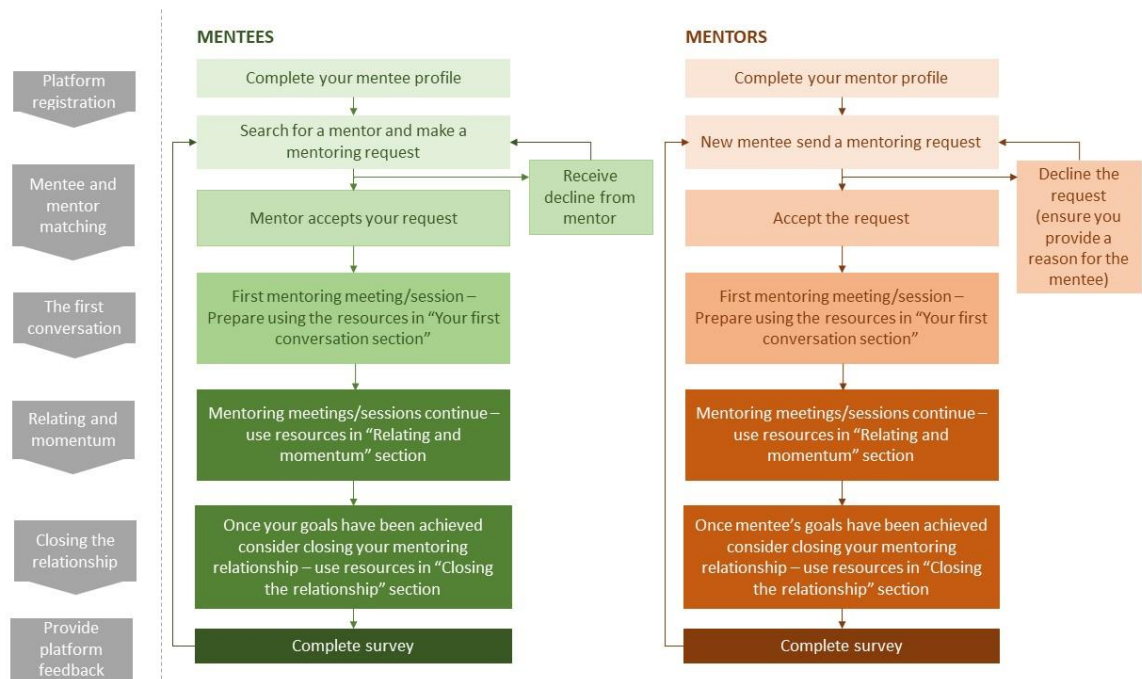 MENTEES
MENTORS
Platform
registration
Complete your mentee profile
Complete your mentor profile
Search for a mentor and make a
mentoring request
New mentee send a mentoring request
Mentee and
mentor
matching
Receive
decline from
mentor
Decline the
request
(ensure you
provide a
reason for the
mentee)
Mentor accepts your request
Accept the request
The first
conversation
First mentoring meeting/session –
Prepare using the resources in “Your first
conversation section”
First mentoring meeting/session –
Prepare using the resources in “Your first
conversation section”
Relating and
momentum
Mentoring meetings/sessions continue –
use resources in “Relating and
momentum” section
Mentoring meetings/sessions continue –
use resources in “Relating and
momentum” section
Closing the
relationship
Once your goals have been achieved
consider closing your mentoring
relationship – use resources in “Closing
the relationship” section
Once mentee’s goals have been achieved
consider closing your mentoring
relationship – use resources in “Closing
the relationship” section
Provide
platform
feedback
Complete survey
Complete survey